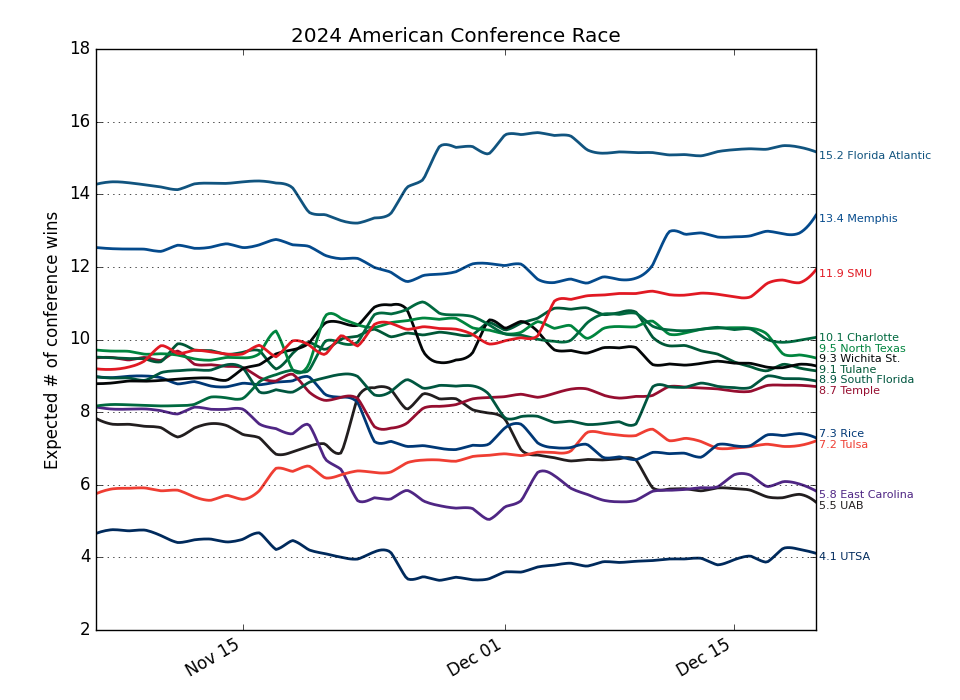 2024 American Conference Race
Expected # of conference wins
18
16
14
12
10
8
6
4
2
Nov 15
Dec 01
Dec 15
15.2 Florida Atlantic
13.4 Memphis
11.9 SMU
10.1 Charlotte
9.5 North Texas
9.3 Wichita St.
9.1 Tulane
8.9 South Florida
8.7 Temple
7.3 Rice
7.2 Tulsa
5.8 East Carolina
5.5 UAB
4.1 UTSA